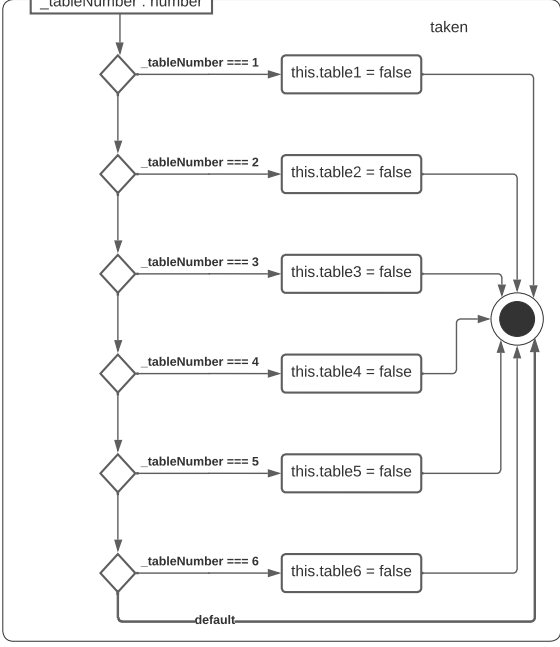 _tableNumber : number
taken
_tableNumber === 1
this.table1 = false
_tableNumber === 2
this.table2 = false
_tableNumber === 3
this.table3 = false
_tableNumber === 4
this.table4 = false
_tableNumber === 5
this.table5 = false
_tableNumber === 6
this.table6 = false
default